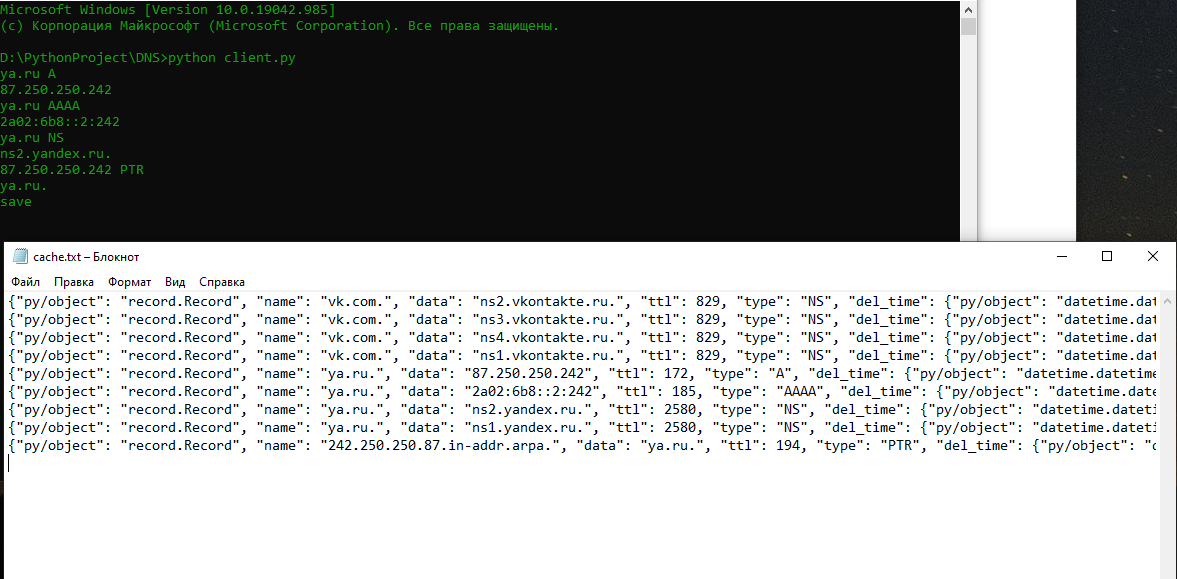 Microsoft Windows [Version 10.0.19042.985]
(c) Корпорация Майкрософт (Microsoft Corporation). Все права защищены.
D:\PythonProject\DNS>python client.py
ya.ru A
87.250.250.242
ya.ru AAAA
2a02:6b8::2:242
ya.ru NS
ns2.yandex.ru.
87.250.250.242 PTR
ya.ru.
save
cache.txt – Блокнот
Файл Правка Формат Вид Справка
{"py/object": "record.Record", "name": "vk.com.", "data": "ns2.vkontakte.ru.", "ttl": 829, "type": "NS", "del_time": {"py/object": "datetime.dat
{"py/object": "record.Record", "name": "vk.com.", "data": "ns3.vkontakte.ru.", "ttl": 829, "type": "NS", "del_time": {"py/object": "datetime.dat
{"py/object": "record.Record", "name": "vk.com.", "data": "ns4.vkontakte.ru.", "ttl": 829, "type": "NS", "del_time": {"py/object": "datetime.dat
{"py/object": "record.Record", "name": "vk.com.", "data": "ns1.vkontakte.ru.", "ttl": 829, "type": "NS", "del_time": {"py/object": "datetime.dat
{"py/object": "record.Record", "name": "ya.ru.", "data": "87.250.250.242", "ttl": 172, "type": "A", "del_time": {"py/object": "datetime.datetime
{"py/object": "record.Record", "name": "ya.ru.", "data": "2a02:6b8::2:242", "ttl": 185, "type": "AAAA", "del_time": {"py/object": "datetime.date
{"py/object": "record.Record", "name": "ya.ru.", "data": "ns2.yandex.ru.", "ttl": 2580, "type": "NS", "del_time": {"py/object": "datetime.dateti
{"py/object": "record.Record", "name": "ya.ru.", "data": "ns1.yandex.ru.", "ttl": 2580, "type": "NS", "del_time": {"py/object": "datetime.dateti
{"py/object": "record.Record", "name": "242.250.250.87.in-addr.arpa.", "data": "ya.ru.", "ttl": 194, "type": "PTR", "del_time": {"py/object": "